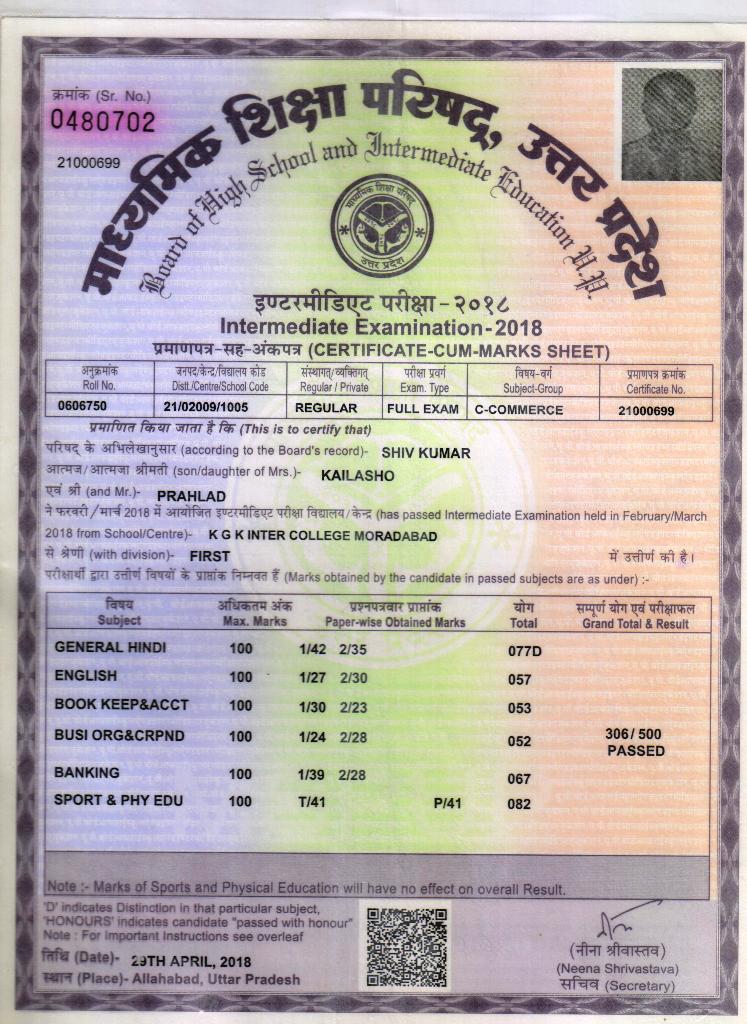 क्रमांक (Sr. No.)
0480702
21000699
माध्यमिक शिक्षा परिषद्, उत्तर प्रदेश
Board of High School and Intermediate Education U.P.
माध्यमिक शिक्षा परिषद्
उत्तर प्रदेश
इण्टरमीडिएट परीक्षा-२०१८
Intermediate Examination-2018
प्रमाणपत्र-सह-अंकपत्र (CERTIFICATE-CUM-MARKS SHEET)
अनुक्रमांक जनपद/केन्द्र/विद्यालय कोड संस्थागत/व्यक्तिगत परीक्षा प्रवर्ग विषय-वर्ग प्रमाणपत्र क्रमांक
Roll No. Distt./Centre/School Code Regular / Private Exam. Type Subject-Group Certificate No.
0606750 21/02009/1005 REGULAR FULL EXAM C-COMMERCE 21000699
प्रमाणित किया जाता है कि (This is to certify that)
परिषद् के अभिलेखानुसार (according to the Board's record)- SHIV KUMAR
आत्मज/आत्मजा श्रीमती (son/daughter of Mrs.)- KAILASHO
एवं श्री (and Mr.)- PRAHLAD
ने फरवरी/मार्च 2018 में आयोजित इण्टरमीडिएट परीक्षा विद्यालय/केन्द्र (has passed Intermediate Examination held in February/March
2018 from School/Centre)- K G K INTER COLLEGE MORADABAD
से श्रेणी (with division)- FIRST में उत्तीर्ण की है।
परीक्षार्थी द्वारा उत्तीर्ण विषयों के प्राप्तांक निम्नवत हैं (Marks obtained by the candidate in passed subjects are as under) :-
विषय अधिकतम अंक प्रश्नपत्रवार प्राप्तांक योग सम्पूर्ण योग एवं परीक्षाफल
Subject Max. Marks Paper-wise Obtained Marks Total Grand Total & Result
GENERAL HINDI 100 1/42 2/35 077D
ENGLISH 100 1/27 2/30 057
BOOK KEEP&ACCT 100 1/30 2/23 053
BUSI ORG&CRPND 100 1/24 2/28 052 306/ 500
PASSED
BANKING 100 1/39 2/28 067
SPORT & PHY EDU 100 T/41 P/41 082
Note :- Marks of Sports and Physical Education will have no effect on overall Result.
'D' indicates Distinction in that particular subject,
'HONOURS' indicates candidate "passed with honour"
Note : For Important Instructions see overleaf
तिथि (Date)- 29TH APRIL, 2018
स्थान (Place)- Allahabad, Uttar Pradesh
(नीना श्रीवास्तव)
(Neena Shrivastava)
सचिव (Secretary)